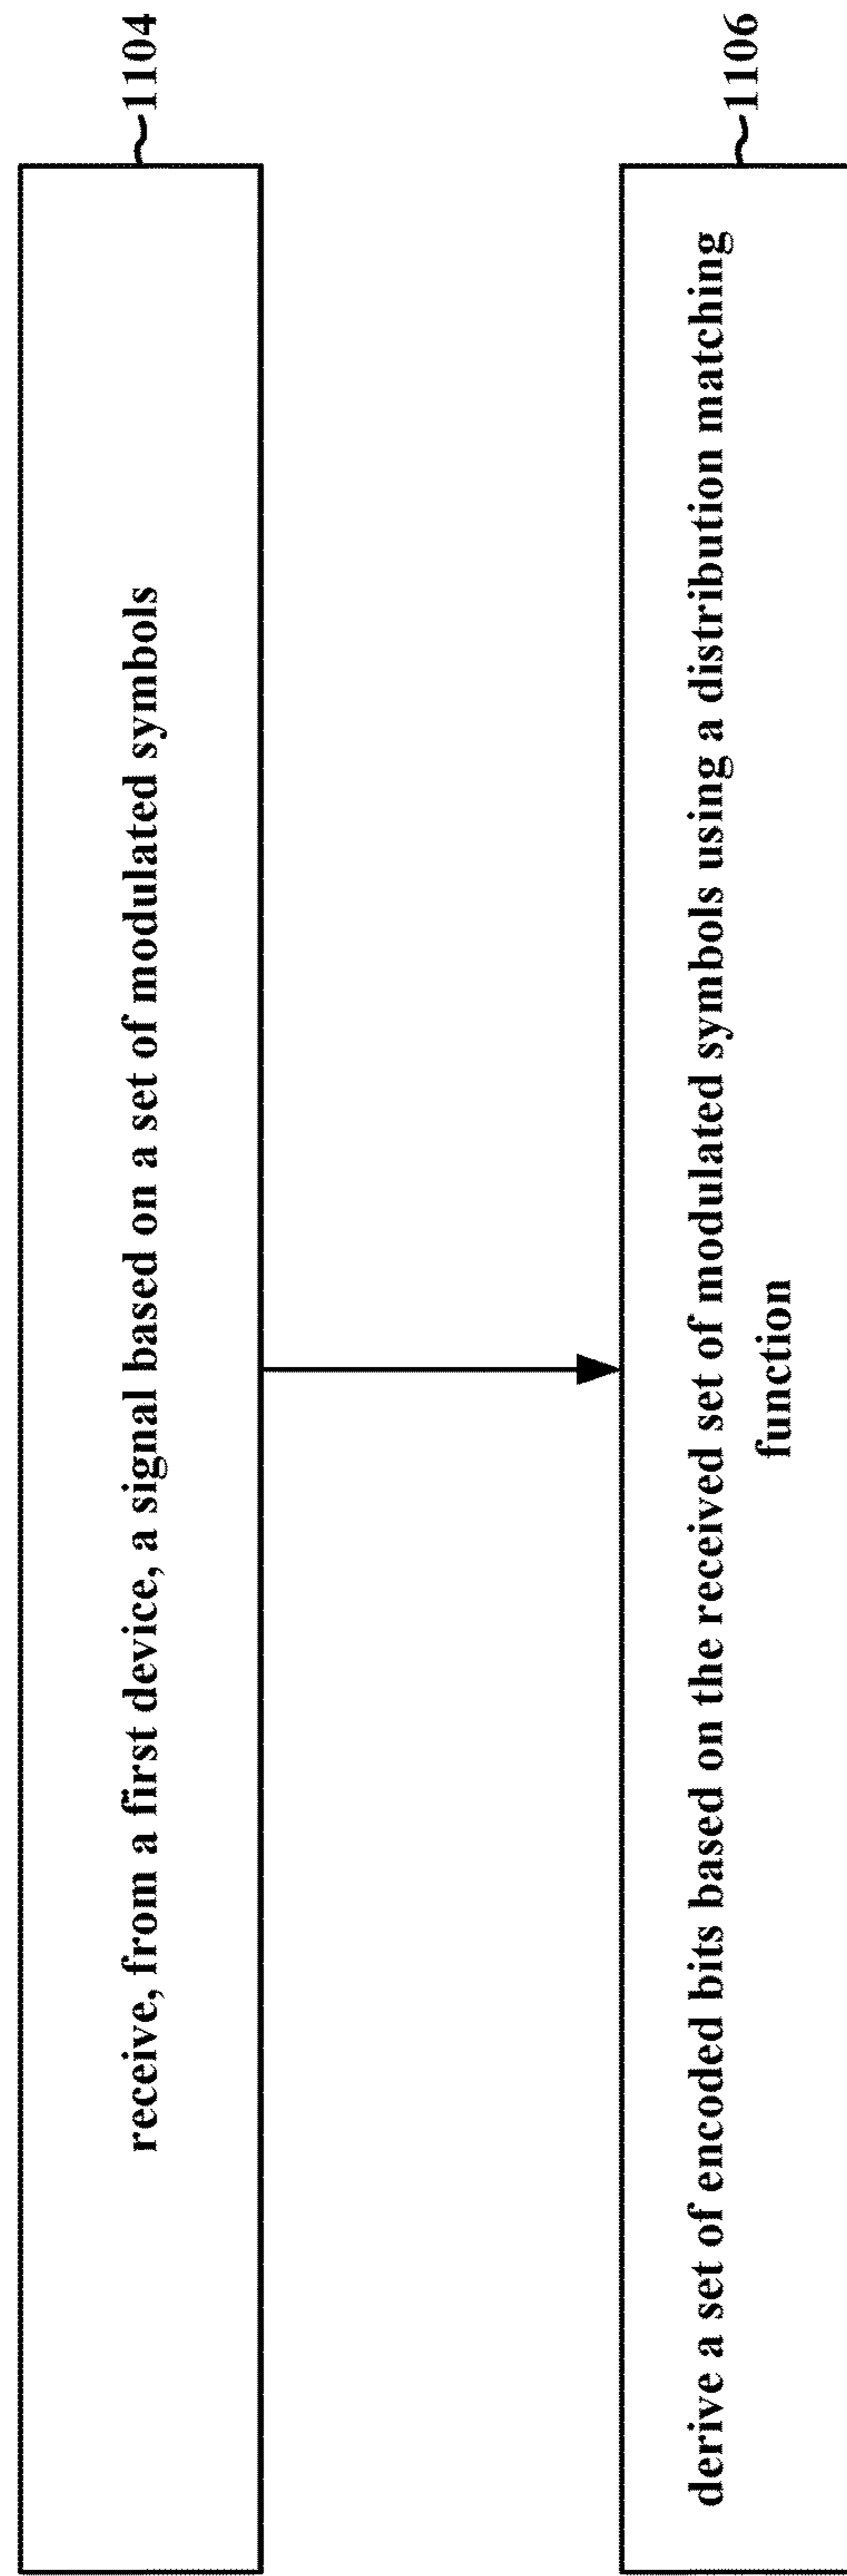 receive, from a first device, a signal based on a set of modulated symbols
1104
derive a set of encoded bits based on the received set of modulated symbols using a distribution matching
function
1106